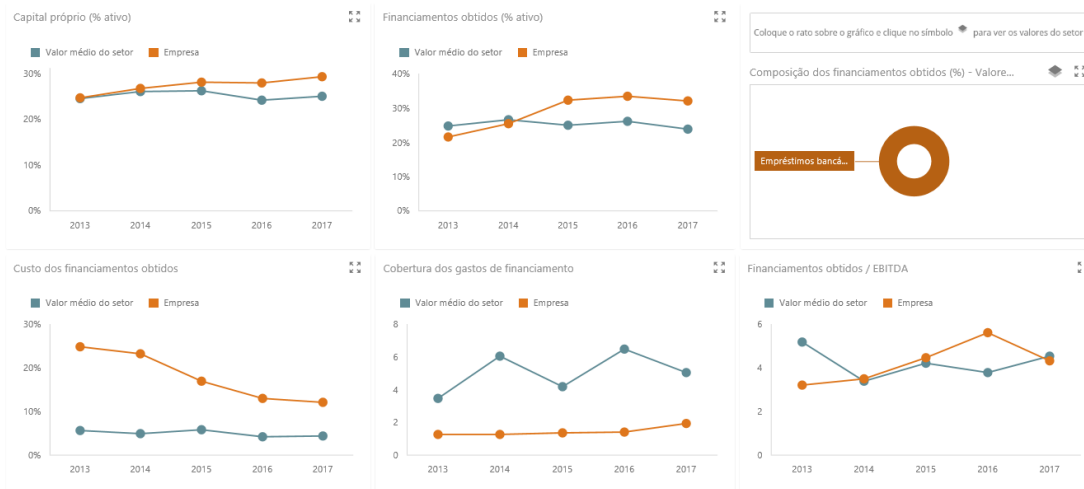 Capital próprio (% ativo)
Valor médio do setor Empresa
30%
20%
10%
0%
2013 2014 2015 2016 2017
Financiamentos obtidos (% ativo)
Valor médio do setor Empresa
40%
30%
20%
10%
0%
2013 2014 2015 2016 2017
Coloque o rato sobre o gráfico e clique no símbolo para ver os valores do setor
Composição dos financiamentos obtidos (%) - Valore...
Empréstimos bancá...
Custo dos financiamentos obtidos
Valor médio do setor Empresa
30%
20%
10%
0%
2013 2014 2015 2016 2017
Cobertura dos gastos de financiamento
Valor médio do setor Empresa
8
6
4
2
0
2013 2014 2015 2016 2017
Financiamentos obtidos / EBITDA
Valor médio do setor Empresa
6
4
2
0
2013 2014 2015 2016 2017